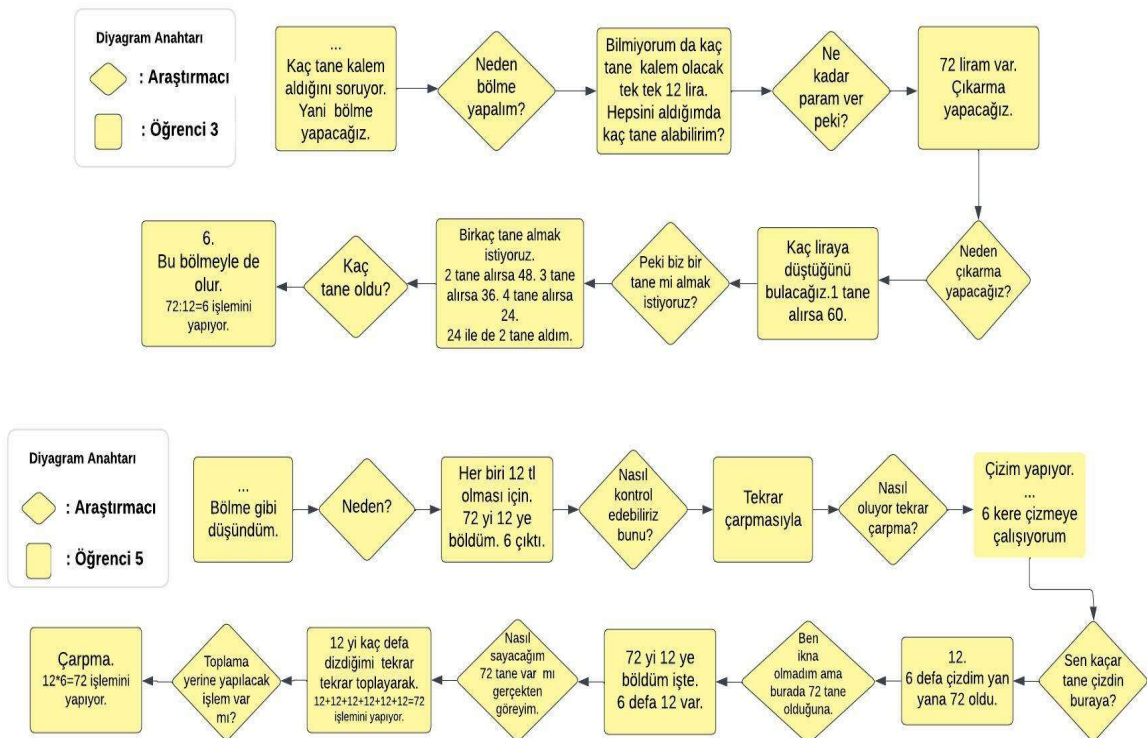 Diyagram Anahtarı
: Araştırmacı
: Öğrenci 3
...
Kaç tane kalem
aldığını soruyor.
Yani bölme
yapacağız.
Neden
bölme
yapalım?
Bilmiyorum da kaç
tane kalem olacak
tek tek 12 lira.
Hepsini aldığımda
kaç tane alabilirim?
Ne
kadar
param ver
peki?
72 liram var.
Çıkarma
yapacağız.
Neden
çıkarma
yapacağız?
Kaç liraya
düştüğünü
bulacağız.1 tane
alırsa 60.
Peki biz bir
tane mi almak
istiyoruz?
Birkaç tane almak
istiyoruz.
2 tane alırsa 48. 3 tane
alırsa 36. 4 tane alırsa
24.
24 ile de 2 tane aldım.
Kaç
tane oldu?
6.
Bu bölmeyle de
olur.
72:12=6 işlemini
yapıyor.
Diyagram Anahtarı
: Araştırmacı
: Öğrenci 5
...
Bölme gibi
düşündüm.
Neden?
Her biri 12 tl
olması için.
72 yi 12 ye
böldüm. 6 çıktı.
Nasıl
kontrol
edebiliriz
bunu?
Tekrar
çarpmasıyla
Nasıl
oluyor tekrar
çarpma?
Çizim yapıyor.
...
6 kere çizmeye
çalışıyorum
Sen kaçar
tane çizdin
buraya?
12.
6 defa çizdim yan
yana 72 oldu.
Ben
ikna
olmadım ama
burada 72 tane
olduğuna.
72 yi 12 ye
böldüm işte.
6 defa 12 var.
Nasıl
sayacağım
72 tane var mı
gerçekten
göreyim.
12 yi kaç defa
dizdiğimi tekrar
tekrar toplayarak.
12+12+12+12+12+12=72
işlemini yapıyor.
Toplama
yerine yapılacak
işlem var
mı?
Çarpma.
12*6=72 işlemini
yapıyor.